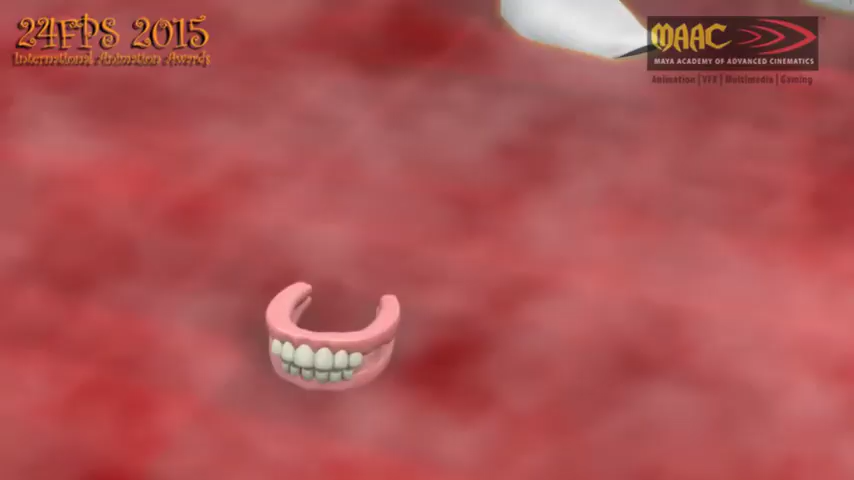 24FPS 2015
International Animation Awards
MAAC
MAYA ACADEMY OF ADVANCED CINEMATICS
Animation | VFX | Multimedia | Gaming